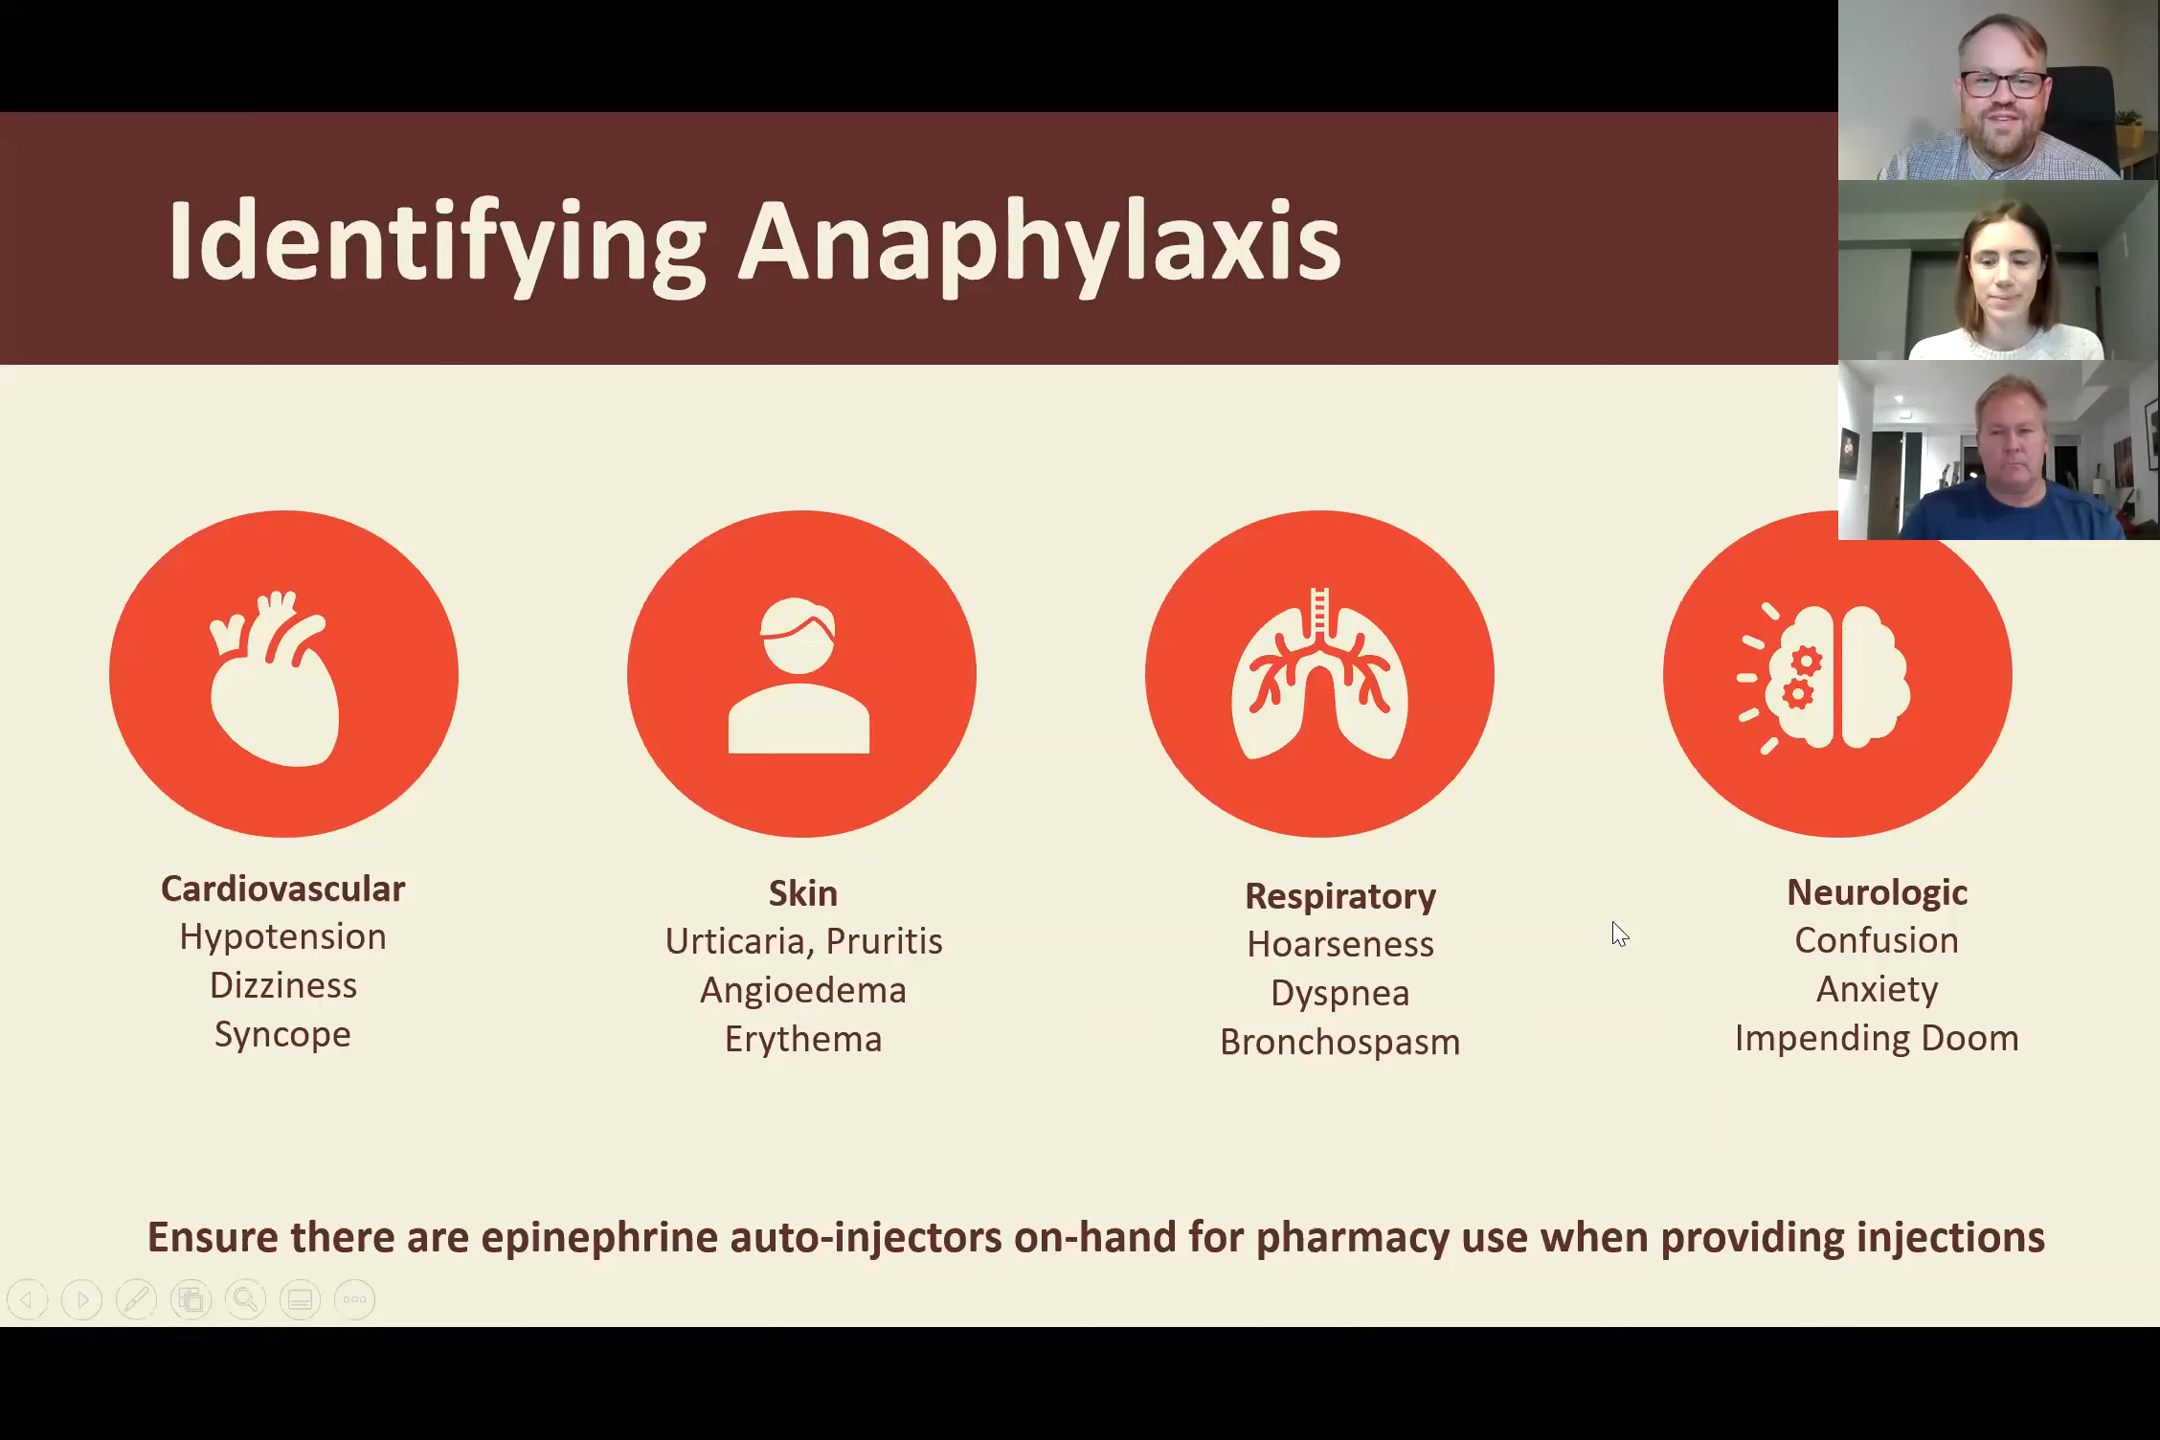 Identifying Anaphylaxis
Cardiovascular
Hypotension
Dizziness
Syncope
Skin
Urticaria, Pruritis
Angioedema
Erythema
Respiratory
Hoarseness
Dyspnea
Bronchospasm
Neurologic
Confusion
Anxiety
Impending Doom
Ensure there are epinephrine auto-injectors on-hand for pharmacy use when providing injections